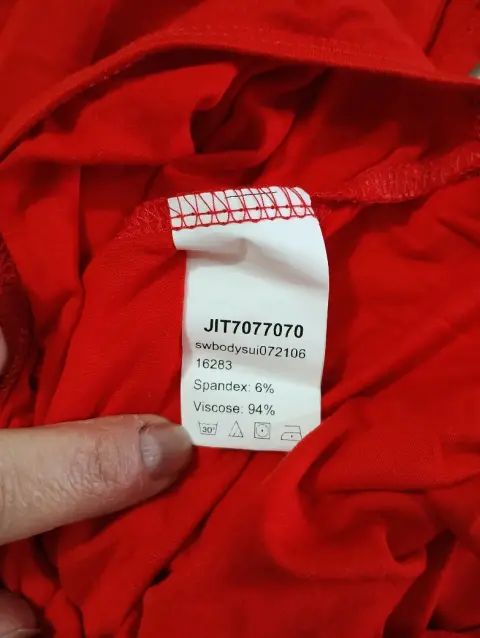 JIT7077070
swbodysui072106
16283
Spandex: 6%
Viscose: 94%
30°